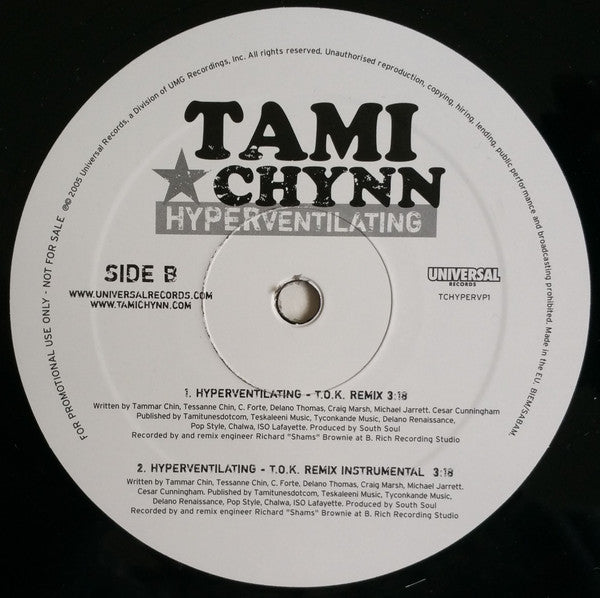 FOR PROMOTIONAL USE ONLY - NOT FOR SALE ℗© 2005 Universal Records, a Division of UMG Recordings, Inc. All rights reserved. Unauthorised reproduction, copying, hiring, lending, public performance and broadcasting prohibited. Made in the EU. BIEM/SABAM.
TAMI
CHYNN
HYPERVENTILATING
SIDE B
WWW.UNIVERSALRECORDS.COM
WWW.TAMICHYNN.COM
UNIVERSAL
RECORDS
TCHYPERVP1
1. HYPERVENTILATING - T.O.K. REMIX 3:18
Written by Tammar Chin, Tessanne Chin, C. Forte, Delano Thomas, Craig Marsh, Michael Jarrett. Cesar Cunningham
Published by Tamitunesdotcom, Teskaleeni Music, Tyconkande Music, Delano Renaissance,
Pop Style, Chalwa, ISO Lafayette. Produced by South Soul
Recorded by and remix engineer Richard "Shams" Brownie at B. Rich Recording Studio
2. HYPERVENTILATING - T.O.K. REMIX INSTRUMENTAL 3:18
Written by Tammar Chin, Tessanne Chin, C. Forte, Delano Thomas, Craig Marsh, Michael Jarrett.
Cesar Cunningham. Published by Tamitunesdotcom, Teskaleeni Music, Tyconkande Music,
Delano Renaissance, Pop Style, Chalwa, ISO Lafayette. Produced by South Soul
Recorded by and remix engineer Richard "Shams" Brownie at B. Rich Recording Studio